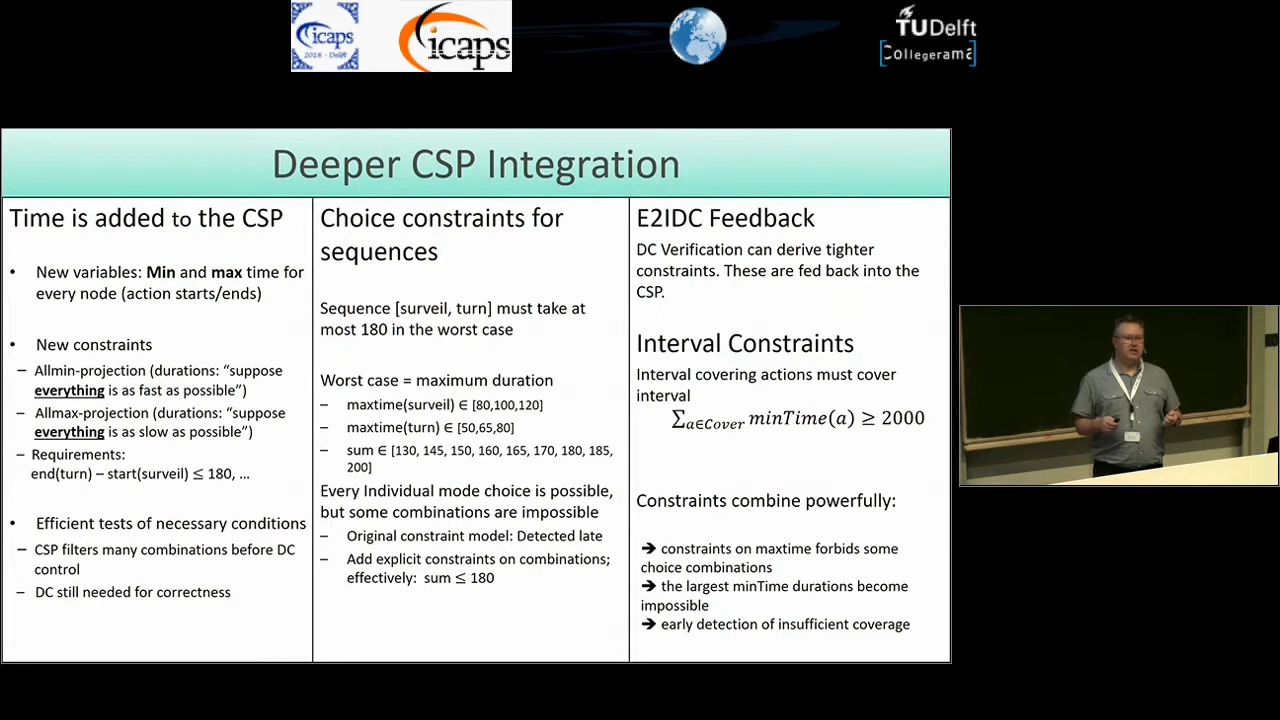 icaps
2018 - Delft
icaps
TUDelft
Collegerama
Deeper CSP Integration
Time is added to the CSP
• New variables: Min and max time for
every node (action starts/ends)
• New constraints
– Allmin-projection (durations: “suppose
everything is as fast as possible”)
– Allmax-projection (durations: “suppose
everything is as slow as possible”)
– Requirements:
end(turn) – start(surveil) ≤ 180, …
• Efficient tests of necessary conditions
– CSP filters many combinations before DC
control
– DC still needed for correctness
Choice constraints for
sequences
Sequence [surveil, turn] must take at
most 180 in the worst case
Worst case = maximum duration
– maxtime(surveil) ∈ [80,100,120]
– maxtime(turn) ∈ [50,65,80]
– sum ∈ [130, 145, 150, 160, 165, 170, 180, 185,
200]
Every Individual mode choice is possible,
but some combinations are impossible
– Original constraint model: Detected late
– Add explicit constraints on combinations;
effectively: sum ≤ 180
E2IDC Feedback
DC Verification can derive tighter
constraints. These are fed back into the
CSP.
Interval Constraints
Interval covering actions must cover
interval
∑a∈Cover minTime(a) ≥ 2000
Constraints combine powerfully:
➔ constraints on maxtime forbids some
choice combinations
➔ the largest minTime durations become
impossible
➔ early detection of insufficient coverage